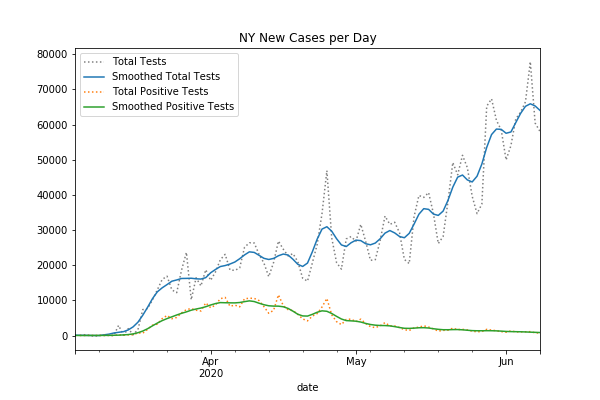 NY New Cases per Day
80000
70000
60000
50000
40000
30000
20000
10000
0
Total Tests
Smoothed Total Tests
Total Positive Tests
Smoothed Positive Tests
Apr
2020
May
Jun
date